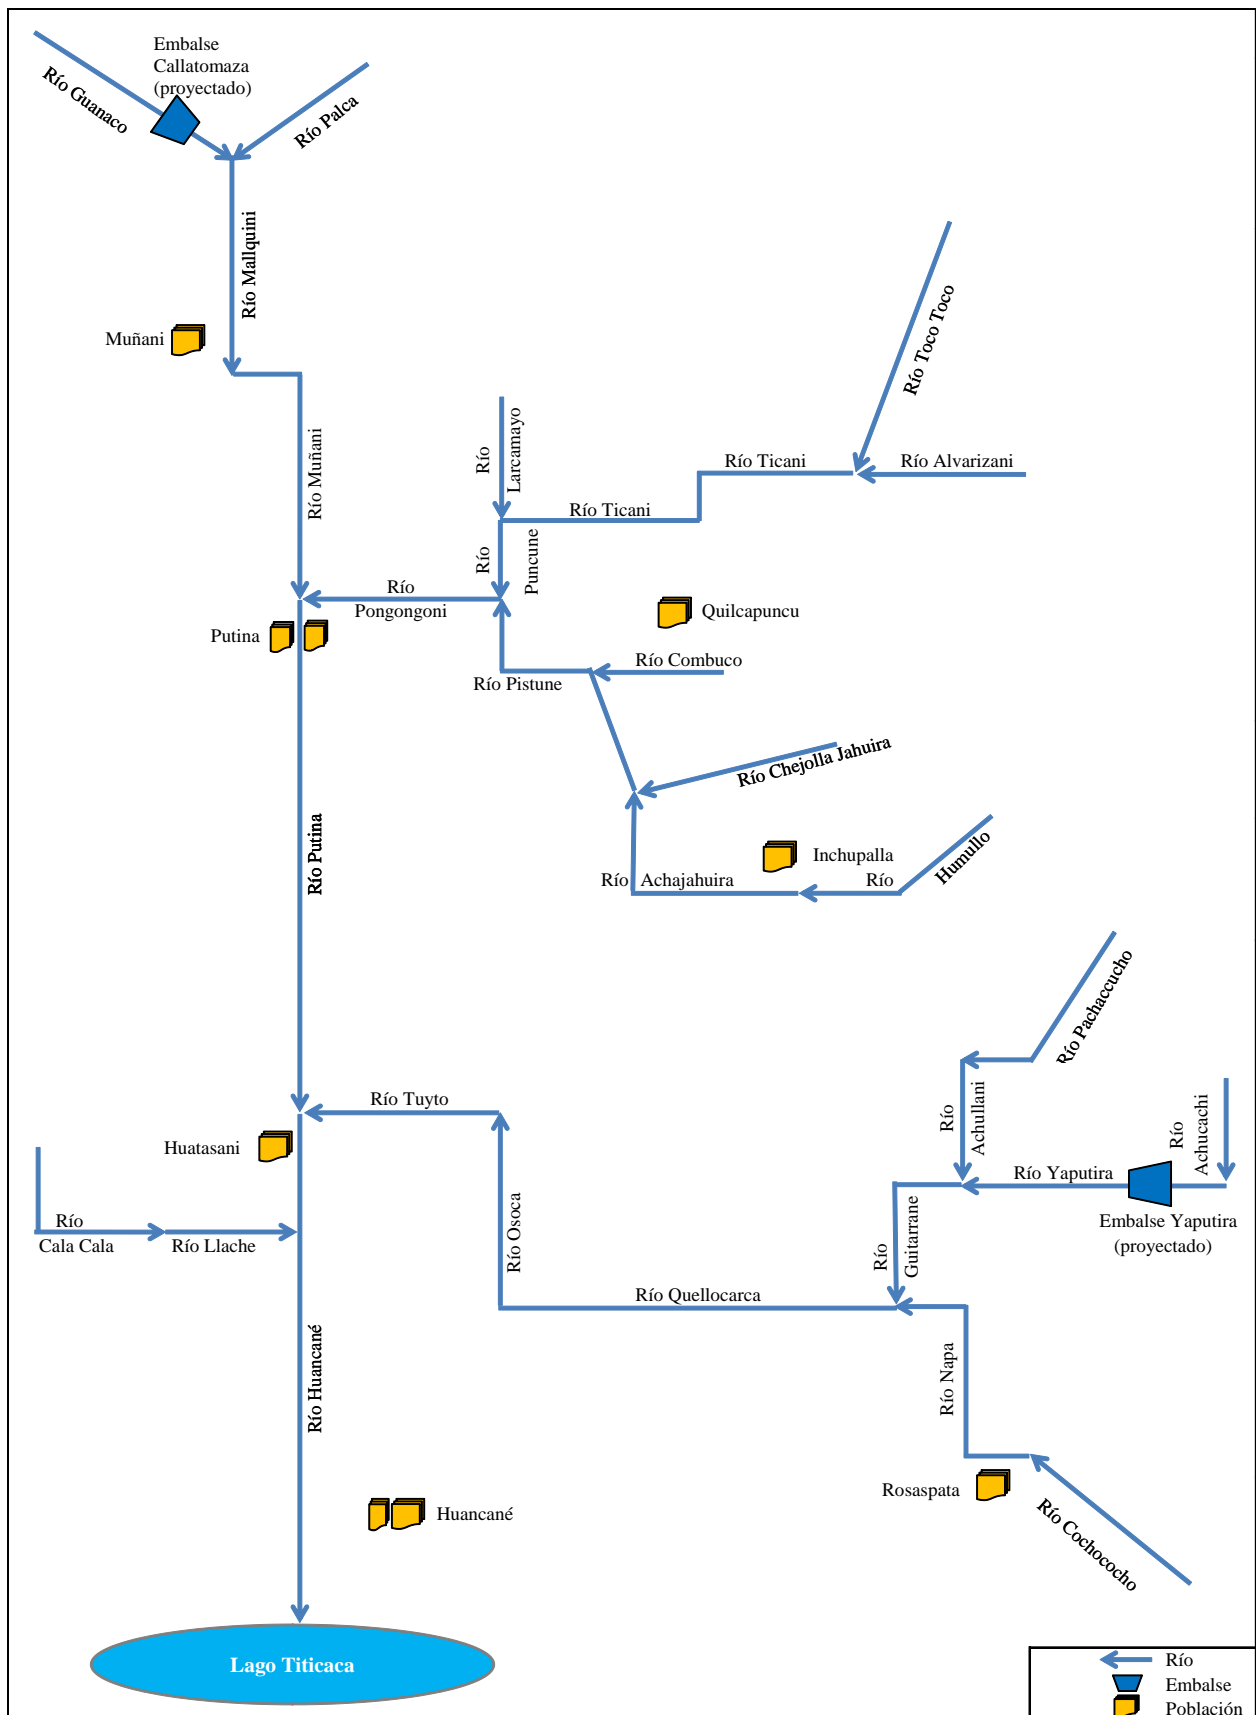 Embalse
Callatomaza
(proyectado)
Río Guanaco
Río Palca
Río Mallquini
Muñani
Río Muñani
Río Toco Toco
Río
Larcamayo
Río Ticani
Río Alvarizani
Río Ticani
Río
Puncune
Río
Pongongoni
Quilcapuncu
Putina
Río Combuco
Río Pistune
Río Chejolla Jahuira
Río Putina
Inchupalla
Río Achajahuira
Río
Humullo
Río Pachaccucho
Río Tuyto
Río
Achullani
Río
Achucachi
Huatasani
Río Yaputira
Río
Cala Cala
Río Llache
Río Osoca
Río
Guitarrane
Embalse Yaputira
(proyectado)
Río Quellocarca
Río Huancané
Río Napa
Rosaspata
Río Cochococho
Huancané
Lago Titicaca
Río
Embalse
Población